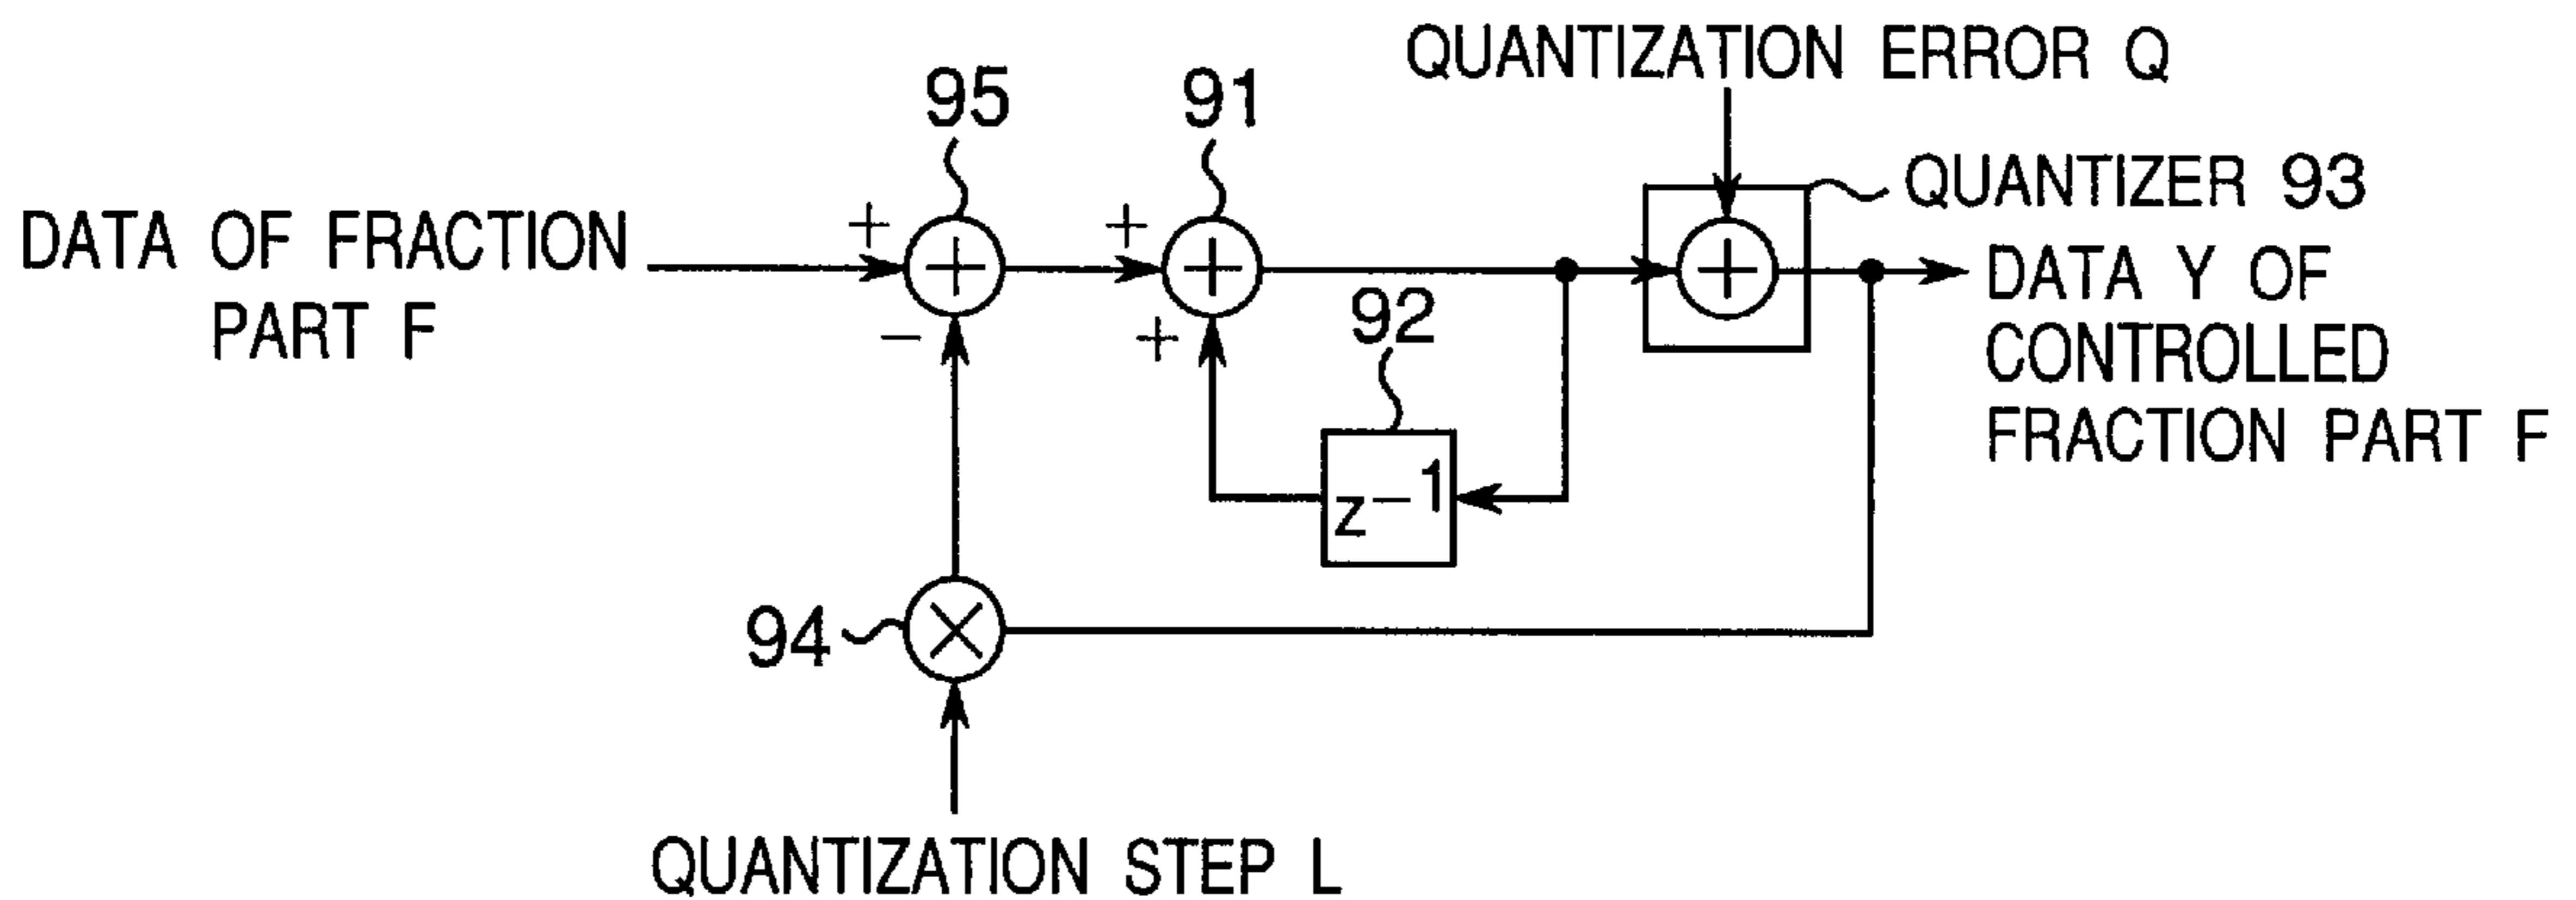 QUANTIZATION ERROR Q
95
91
QUANTIZER 93
DATA OF FRACTION
PART F
+
+
+
+
+
DATA Y OF
CONTROLLED
FRACTION PART F
−
+
92
z−1
94
×
QUANTIZATION STEP L